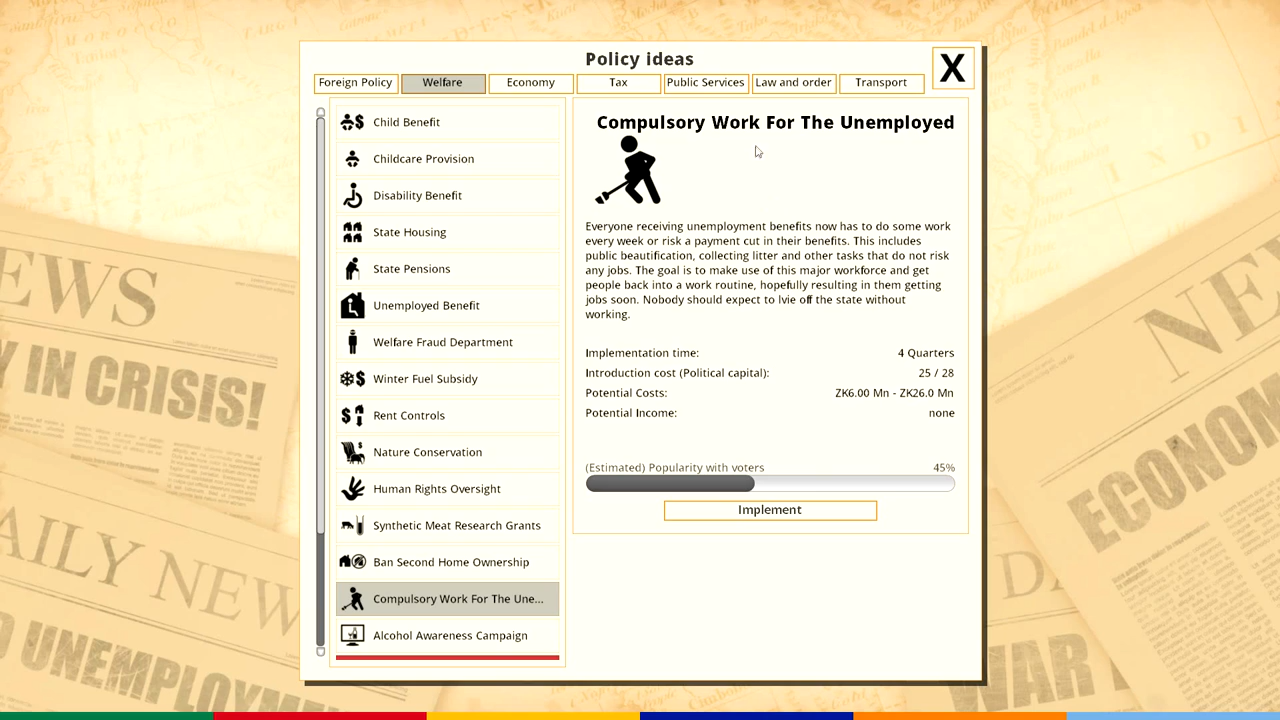 Policy ideas
X
Foreign Policy
Welfare
Economy
Tax
Public Services
Law and order
Transport
Child Benefit
Childcare Provision
Disability Benefit
State Housing
State Pensions
Unemployed Benefit
Welfare Fraud Department
Winter Fuel Subsidy
Rent Controls
Nature Conservation
Human Rights Oversight
Synthetic Meat Research Grants
Ban Second Home Ownership
Compulsory Work For The Une...
Alcohol Awareness Campaign
Compulsory Work For The Unemployed
Everyone receiving unemployment benefits now has to do some work
every week or risk a payment cut in their benefits. This includes
public beautification, collecting litter and other tasks that do not risk
any jobs. The goal is to make use of this major workforce and get
people back into a work routine, hopefully resulting in them getting
jobs soon. Nobody should expect to lvie off the state without
working.
Implementation time: 4 Quarters
Introduction cost (Political capital): 25 / 28
Potential Costs: ZK6.00 Mn - ZK26.0 Mn
Potential Income: none
(Estimated) Popularity with voters 45%
Implement
EWS
Y IN CRISIS!
AILY NEW
UNEMPLOYM
NE
ECONOM
DA
WAR